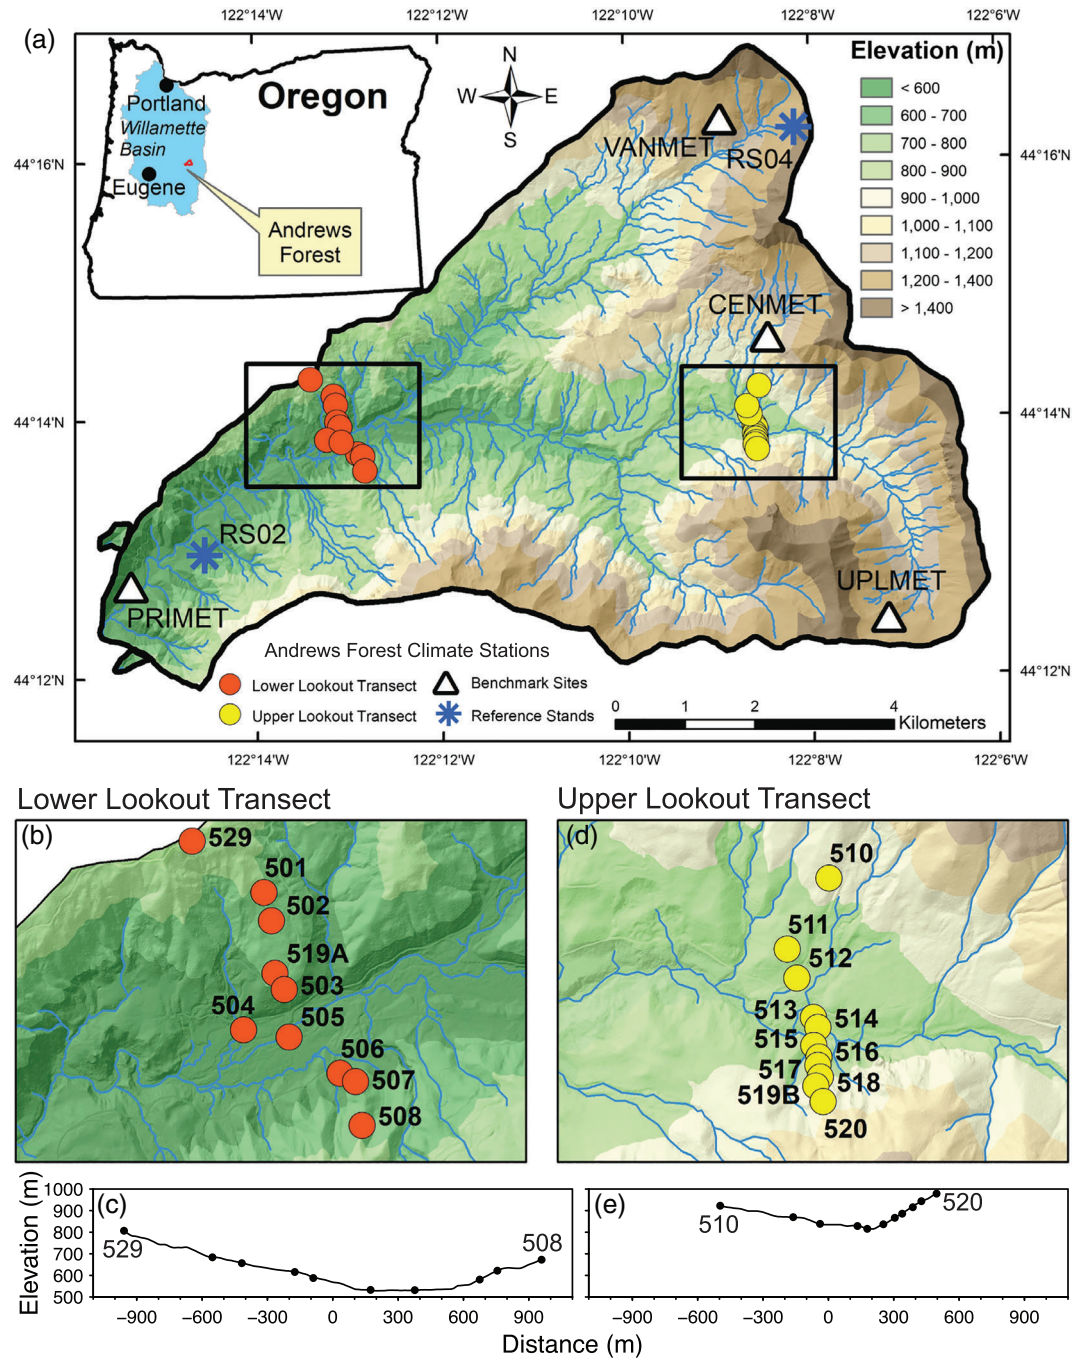 122°14'W 122°12'W 122°10'W 122°8'W 122°6'W
(a)
N
W E
S
Oregon
Portland
Willamette
Basin
Eugene
Andrews
Forest
Elevation (m)
< 600
600 - 700
700 - 800
800 - 900
900 - 1,000
1,000 - 1,100
1,100 - 1,200
1,200 - 1,400
> 1,400
44°16'N 44°16'N
VANMET
RS04
CENMET
44°14'N 44°14'N
RS02
UPLMET
PRIMET
44°12'N 44°12'N
Andrews Forest Climate Stations
Lower Lookout Transect
Benchmark Sites
Upper Lookout Transect
Reference Stands
0 1 2 4
Kilometers
122°14'W 122°12'W 122°10'W 122°8'W 122°6'W
Lower Lookout Transect
(b)
529
501
502
519A
503
504
505
506
507
508
Upper Lookout Transect
(d)
510
511
512
513
514
515
516
517
518
519B
520
Elevation (m)
1000
900
800
700
600
500
(c)
529
508
−900 −600 −300 0 300 600 900
(e)
510
520
−900 −600 −300 0 300 600 900
Distance (m)